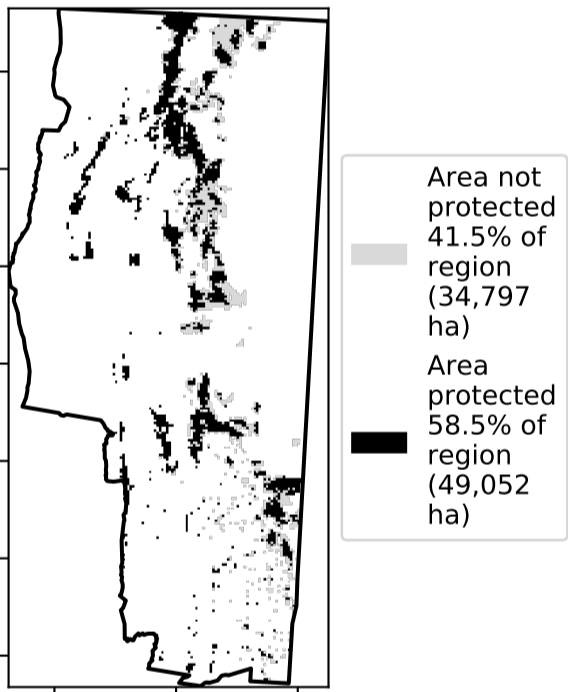 Area not
protected
41.5% of
region
(34,797
ha)
Area
protected
58.5% of
region
(49,052
ha)